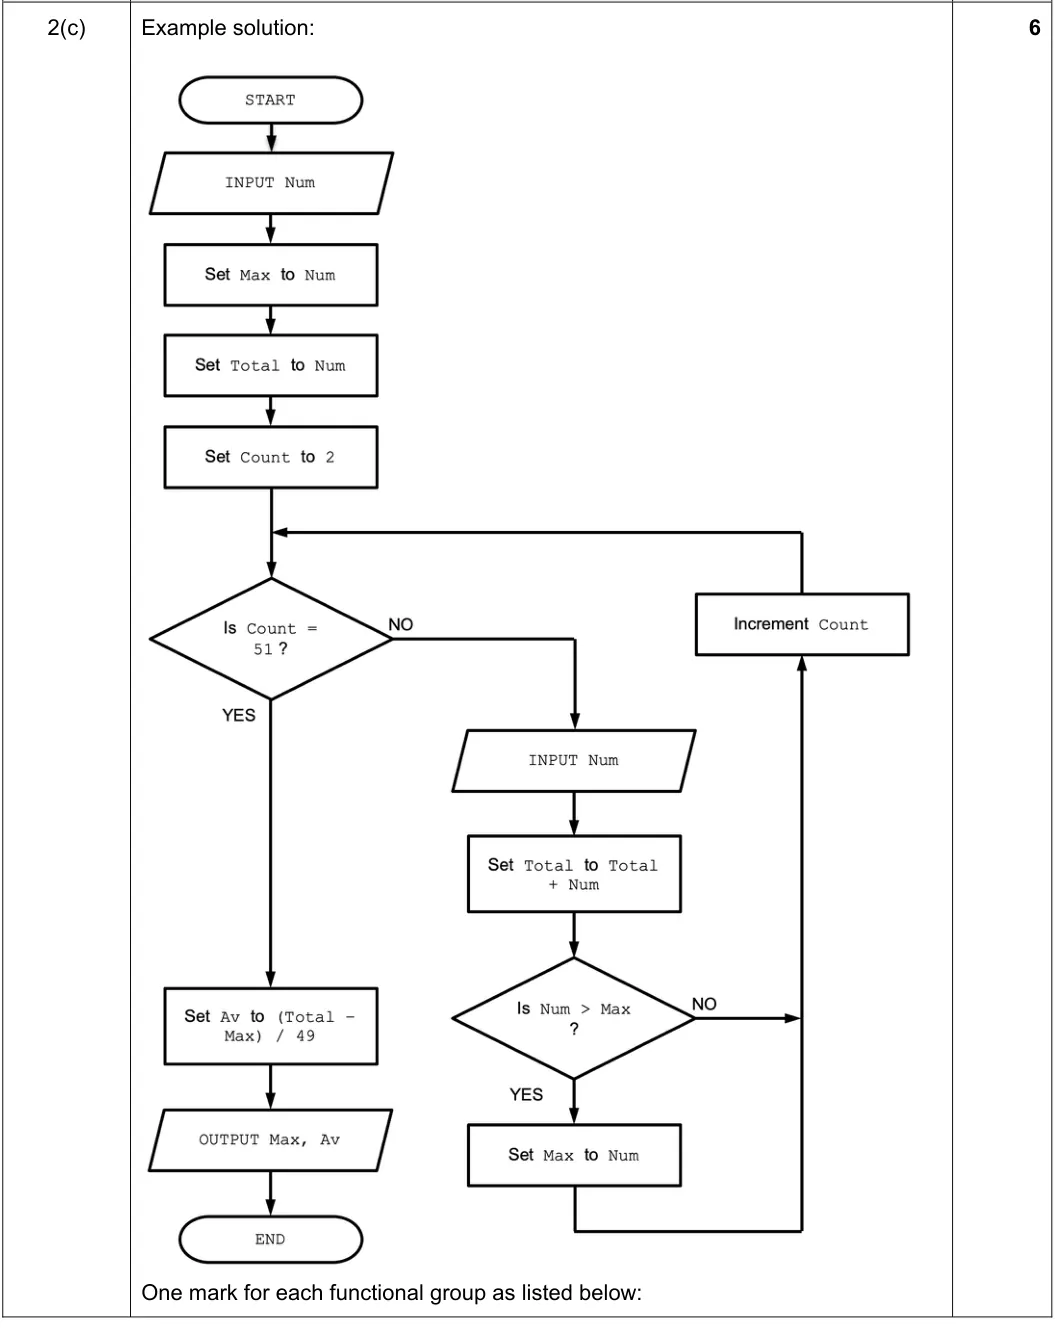 2(c)
Example solution:
6
START
INPUT Num
Set Max to Num
Set Total to Num
Set Count to 2
Is Count =
51 ?
NO
YES
Increment Count
INPUT Num
Set Total to Total
+ Num
Is Num > Max
?
NO
YES
Set Max to Num
Set Av to (Total –
Max) / 49
OUTPUT Max, Av
END
One mark for each functional group as listed below: